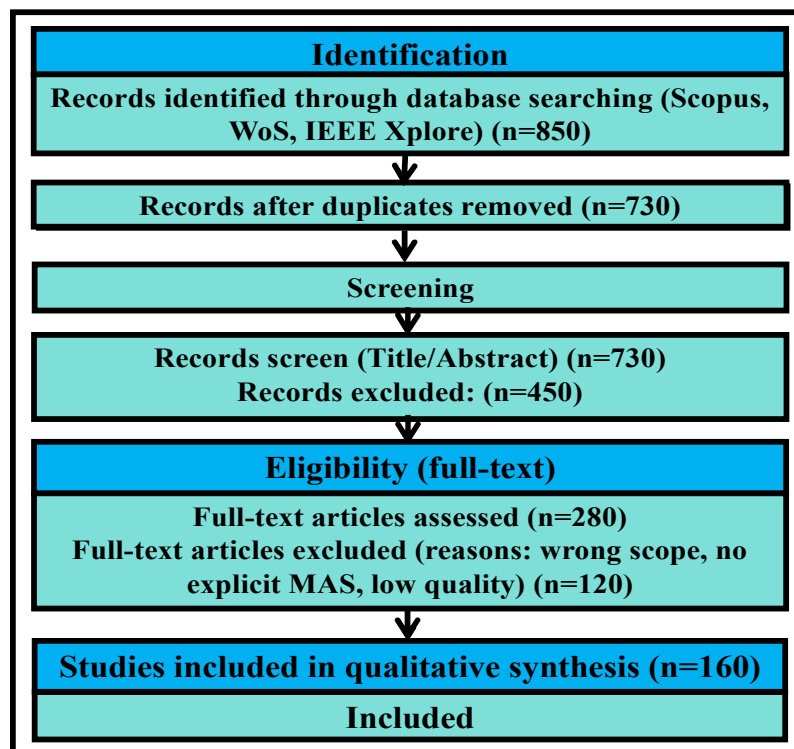 Identification
Records identified through database searching (Scopus,
WoS, IEEE Xplore) (n=850)
Records after duplicates removed (n=730)
Screening
Records screen (Title/Abstract) (n=730)
Records excluded: (n=450)
Eligibility (full-text)
Full-text articles assessed (n=280)
Full-text articles excluded (reasons: wrong scope, no
explicit MAS, low quality) (n=120)
Studies included in qualitative synthesis (n=160)
Included